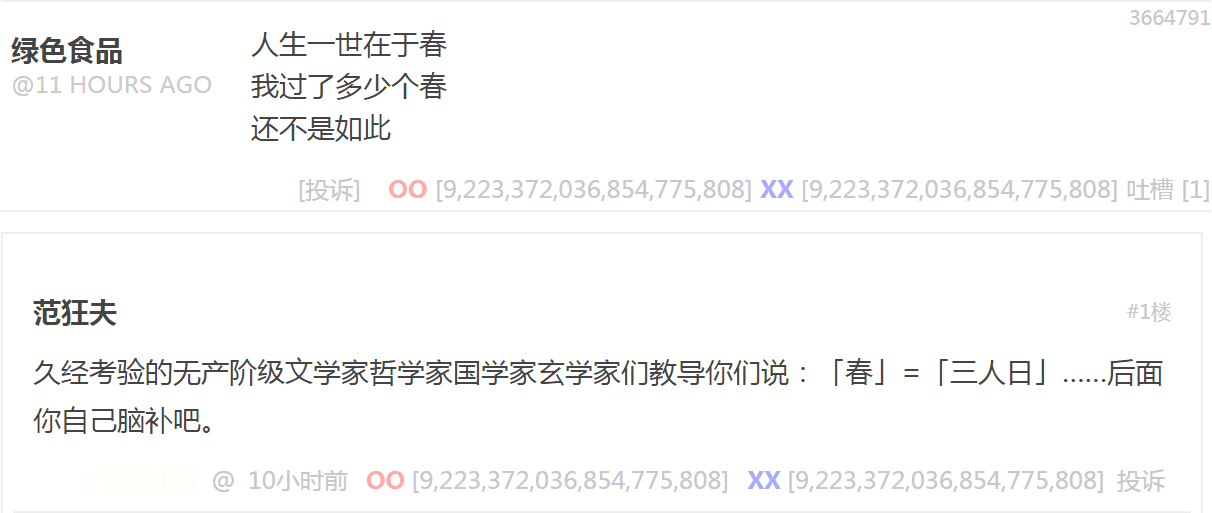 3664791
绿色食品
@11 HOURS AGO
人生一世在于春
我过了多少个春
还不是如此
[投诉] OO [9,223,372,036,854,775,808] XX [9,223,372,036,854,775,808] 吐槽 [1]
范狂夫
#1楼
久经考验的无产阶级文学家哲学家国学家玄学家们教导你们说：「春」=「三人日」……后面
你自己脑补吧。
#1256182 @ 10小时前 OO [9,223,372,036,854,775,808] XX [9,223,372,036,854,775,808] 投诉